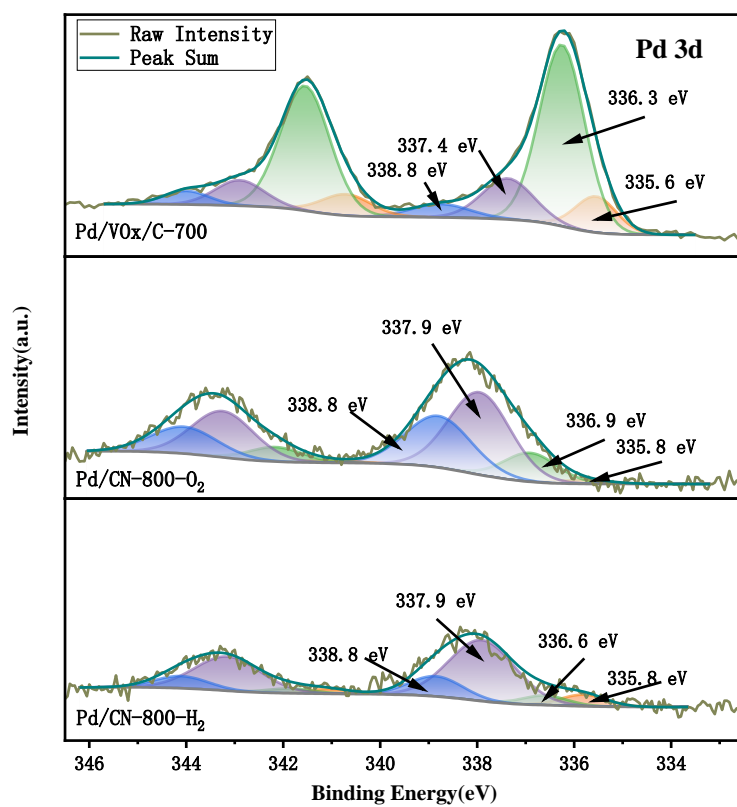 Raw Intensity
Peak Sum
Pd 3d
336.3 eV
337.4 eV
338.8 eV
335.6 eV
Pd/VOx/C-700
337.9 eV
338.8 eV
336.9 eV
335.8 eV
Pd/CN-800-O₂
337.9 eV
338.8 eV
336.6 eV
335.8 eV
Pd/CN-800-H₂
Intensity(a.u.)
346 344 342 340 338 336 334
Binding Energy(eV)